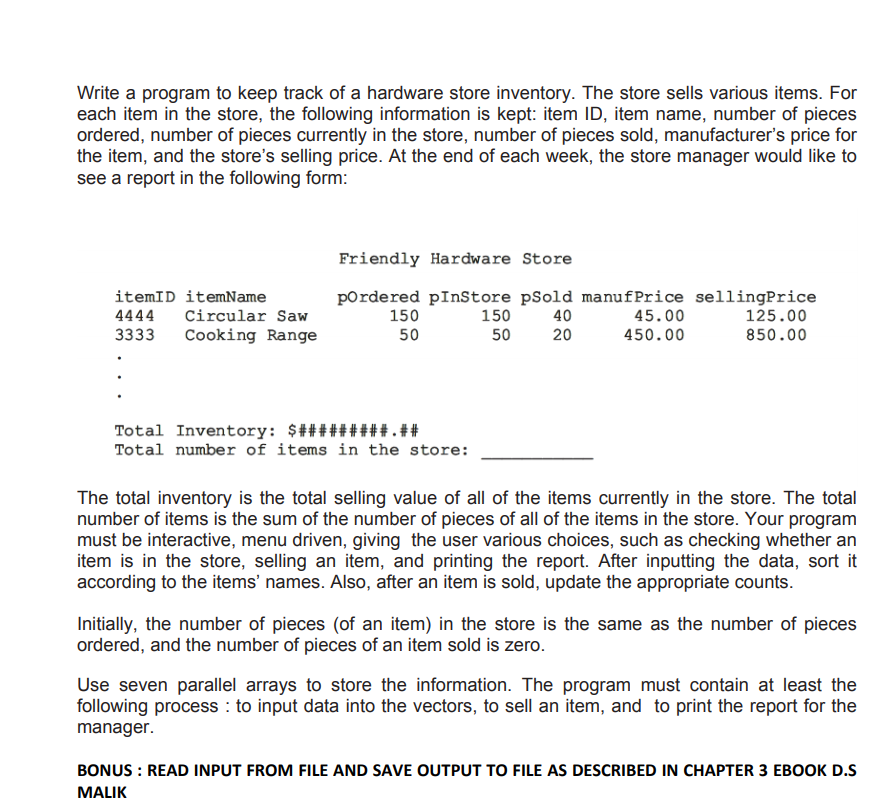 Write a program to keep track of a hardware store inventory. The store sells various items. For
each item in the store, the following information is kept: item ID, item name, number of pieces
ordered, number of pieces currently in the store, number of pieces sold, manufacturer’s price for
the item, and the store’s selling price. At the end of each week, the store manager would like to
see a report in the following form:
Friendly Hardware Store
itemID itemName pOrdered pInStore pSold manufPrice sellingPrice
4444 Circular Saw 150 150 40 45.00 125.00
3333 Cooking Range 50 50 20 450.00 850.00
.
.
.
Total Inventory: $#########.##
Total number of items in the store: ___________
The total inventory is the total selling value of all of the items currently in the store. The total
number of items is the sum of the number of pieces of all of the items in the store. Your program
must be interactive, menu driven, giving the user various choices, such as checking whether an
item is in the store, selling an item, and printing the report. After inputting the data, sort it
according to the items’ names. Also, after an item is sold, update the appropriate counts.
Initially, the number of pieces (of an item) in the store is the same as the number of pieces
ordered, and the number of pieces of an item sold is zero.
Use seven parallel arrays to store the information. The program must contain at least the
following process : to input data into the vectors, to sell an item, and to print the report for the
manager.
BONUS : READ INPUT FROM FILE AND SAVE OUTPUT TO FILE AS DESCRIBED IN CHAPTER 3 EBOOK D.S
MALIK